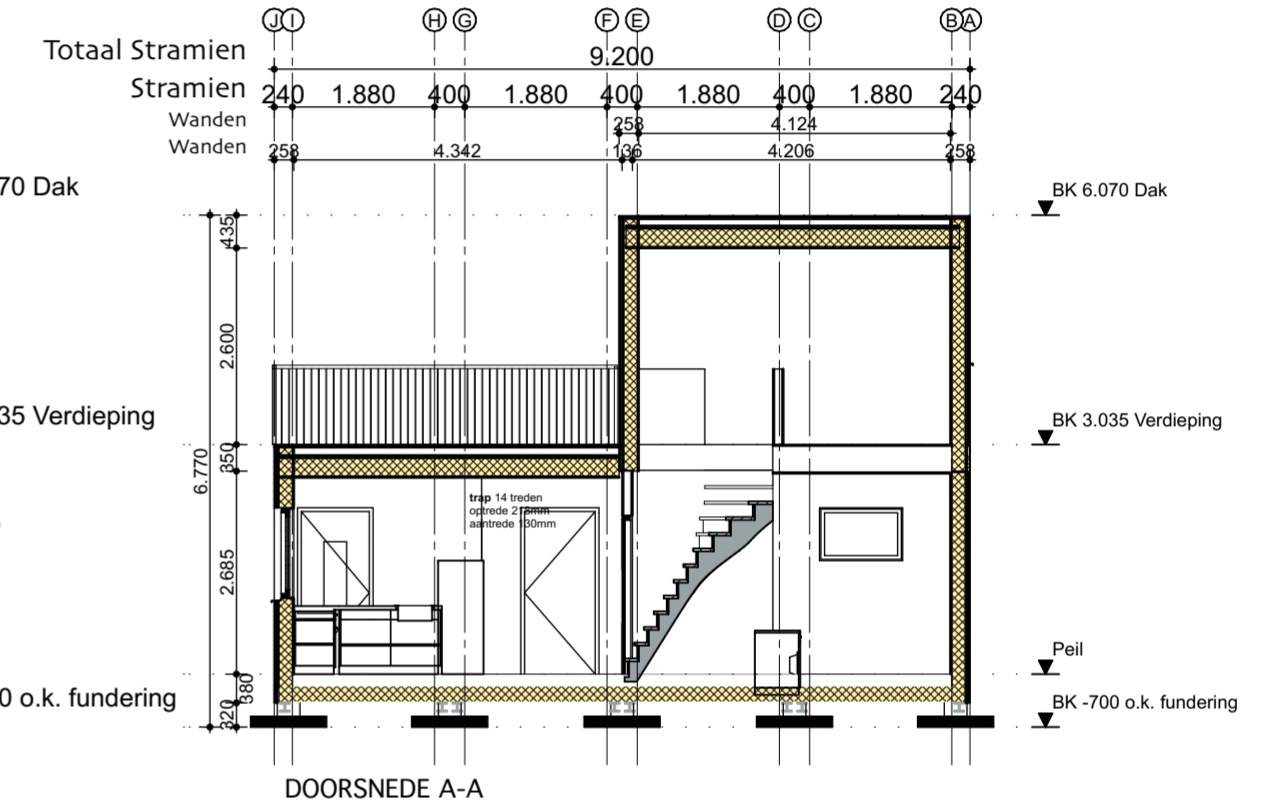 J I H G F E D C B A
Totaal Stramien 9.200
Stramien 240 1.880 400 1.880 400 1.880 400 1.880 240
Wanden 258 4.124
Wanden 258 4.342 136 4.206 258
70 Dak
BK 6.070 Dak
435
2.600
35 Verdieping
BK 3.035 Verdieping
350
6.770
trap 14 treden
optrede 218mm
aantrede 130mm
2.685
Peil
380
0 o.k. fundering
BK -700 o.k. fundering
320
DOORSNEDE A-A